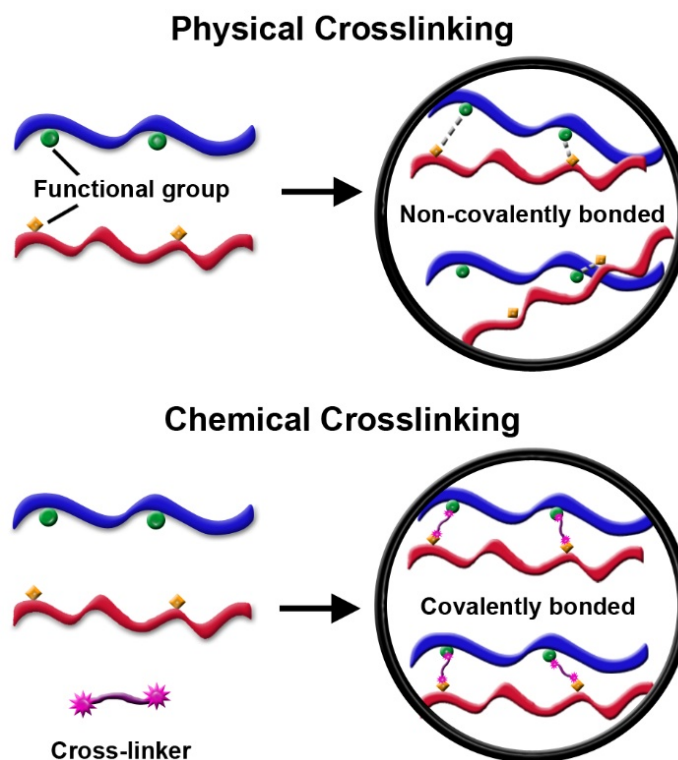 Physical Crosslinking
Functional group
Non-covalently bonded
Chemical Crosslinking
Covalently bonded
Cross-linker